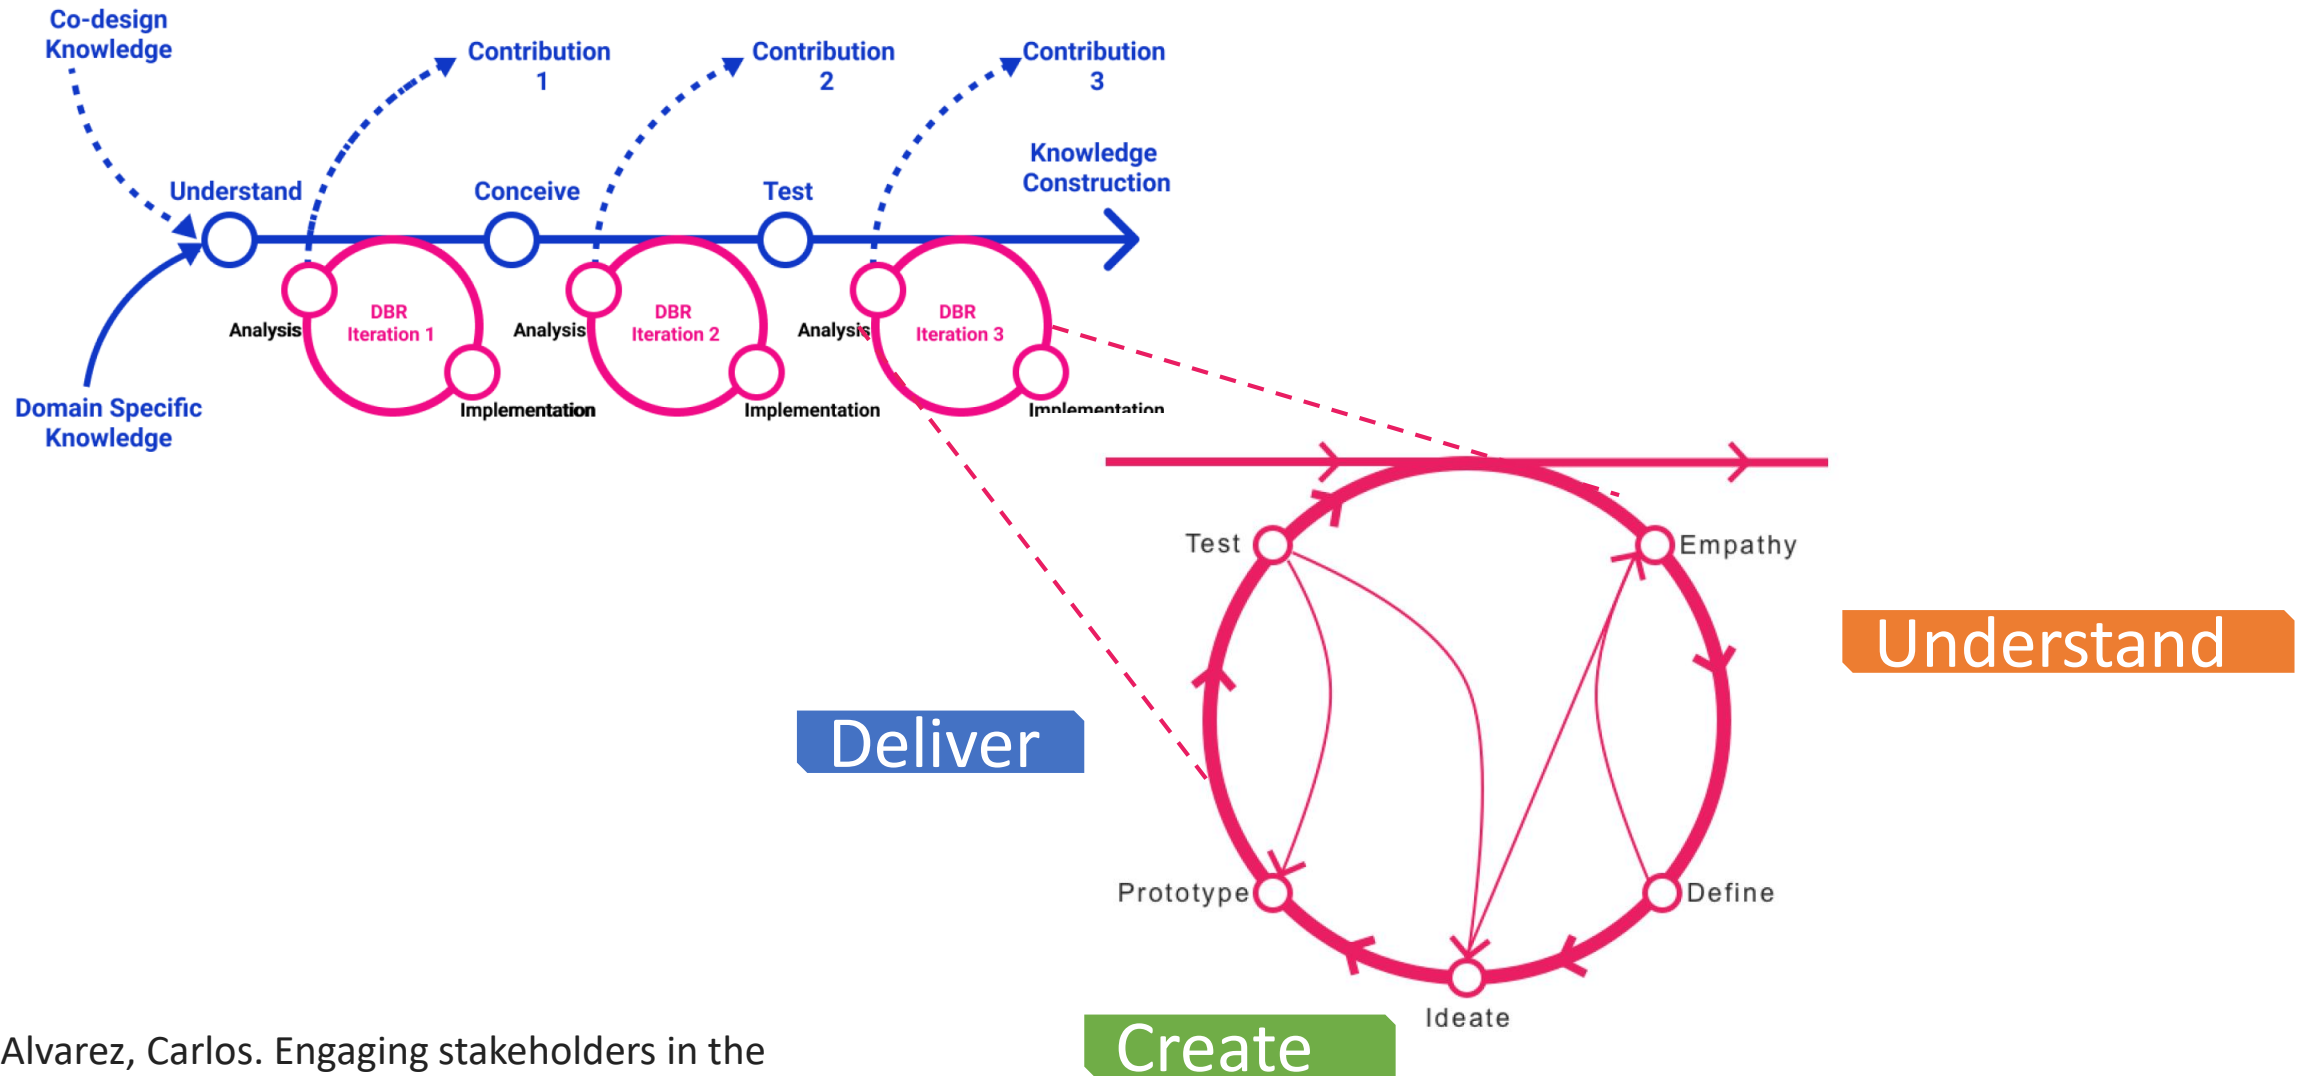 Co-design
Knowledge
Contribution
1
Contribution
2
Contribution
3
Knowledge
Construction
Understand
Conceive
Test
DBR
Iteration 1
DBR
Iteration 2
DBR
Iteration 3
Analysis
Analysis
Analysis
Implementation
Implementation
Implementation
Domain Specific
Knowledge
Test
Empathy
Understand
Deliver
Prototype
Define
Ideate
Create
Alvarez, Carlos. Engaging stakeholders in the